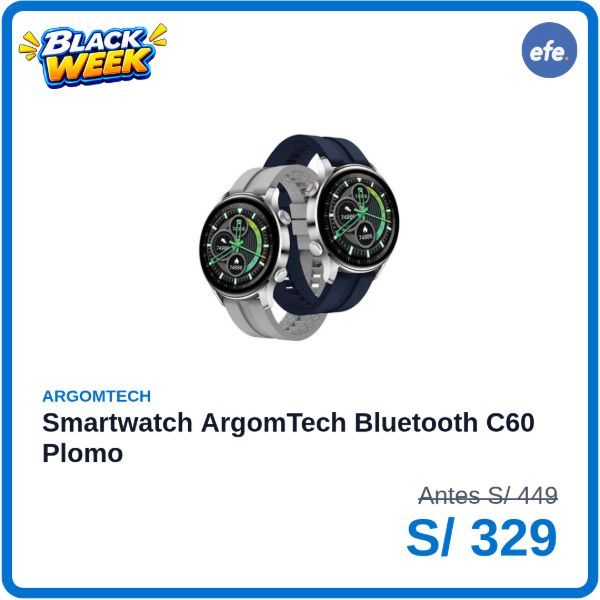 BLACK
WEEK
efe.
ARGOMTECH
Smartwatch ArgomTech Bluetooth C60
Plomo
Antes S/ 449
S/ 329